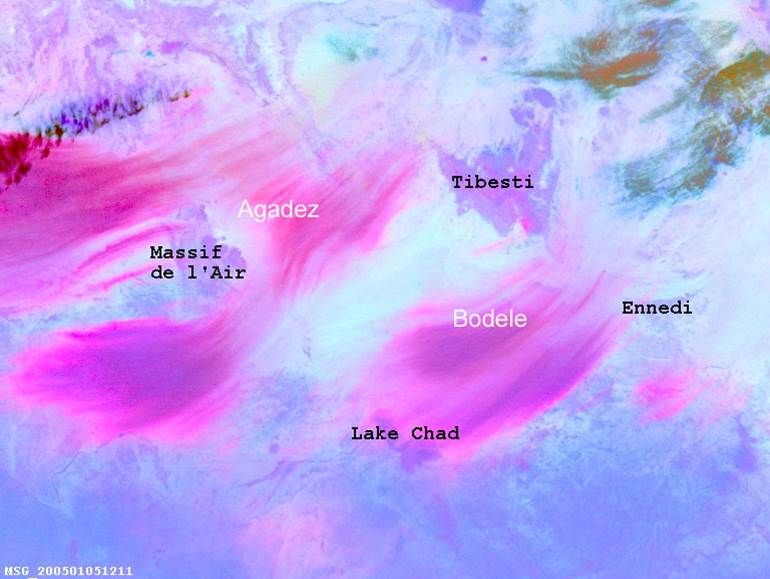 Tibesti
Agadez
Massif
de l'Air
Ennedi
Bodele
Lake Chad
MSG_200501051211